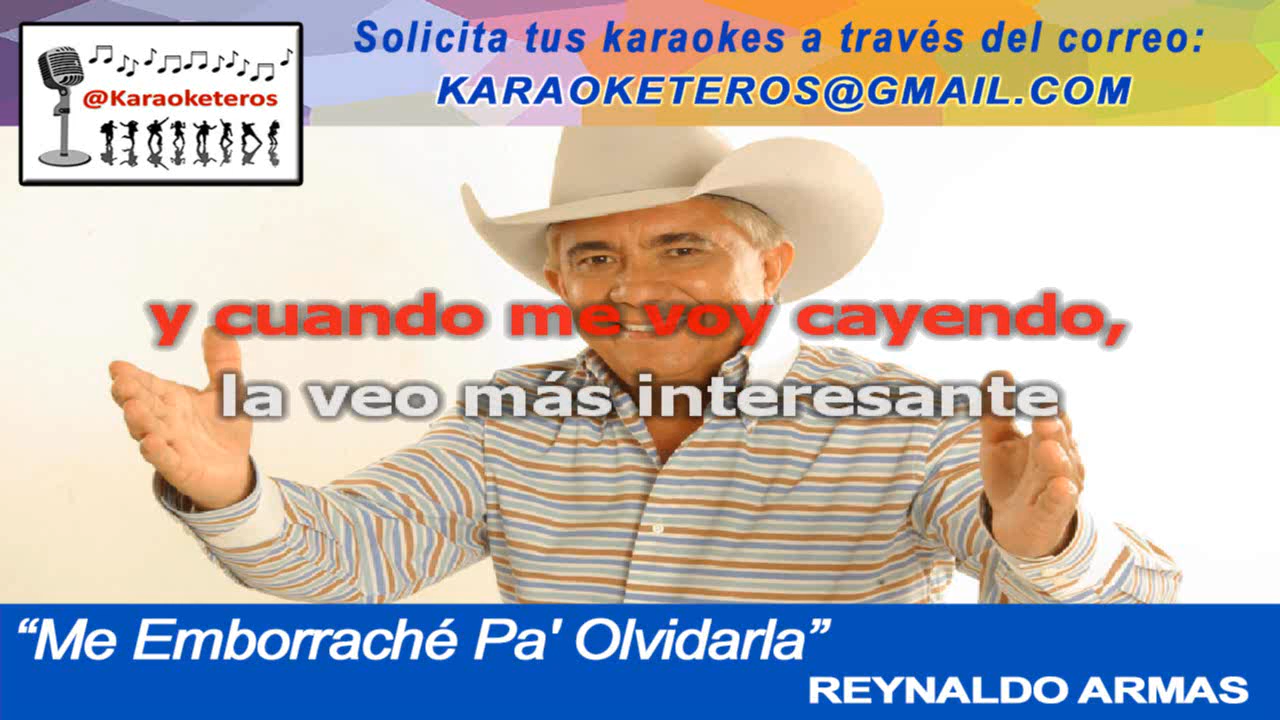 Solicita tus karaokes a través del correo:
KARAOKETEROS@GMAIL.COM
@Karaoketeros
y cuando me voy cayendo,
la veo más interesante
“Me Emborraché Pa' Olvidarla”
REYNALDO ARMAS